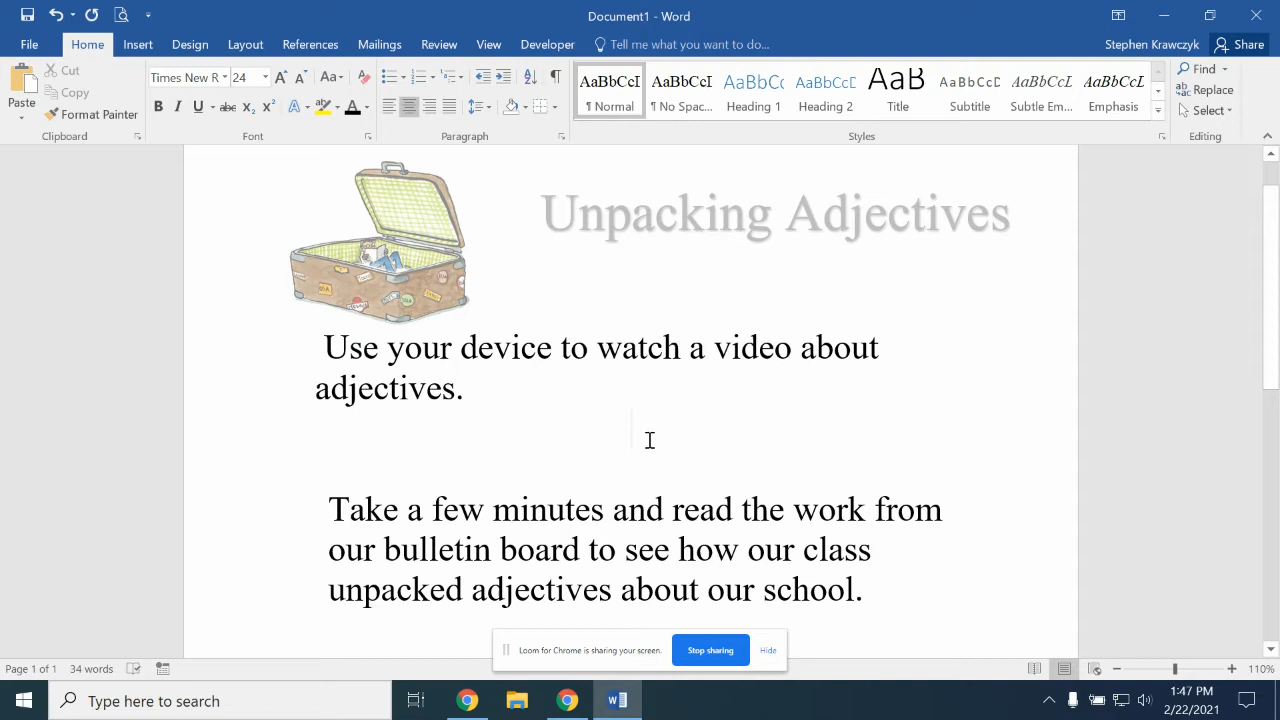 Document1 - Word
File Home Insert Design Layout References Mailings Review View Developer Tell me what you want to do... Stephen Krawczyk Share
Paste Cut Copy Format Painter
Times New R 24
AaBbCcI AaBbCcI AaBbCc AaBbCcC AaB AaBbCcD AaBbCcL AaBbCcL
¶ Normal ¶ No Spac... Heading 1 Heading 2 Title Subtitle Subtle Em... Emphasis
Find Replace Select
Clipboard Font Paragraph Styles Editing
Unpacking Adjectives
Use your device to watch a video about
adjectives.
Take a few minutes and read the work from
our bulletin board to see how our class
unpacked adjectives about our school.
Loom for Chrome is sharing your screen. Stop sharing Hide
Page 1 of 1 34 words 110%
Type here to search
1:47 PM
2/22/2021